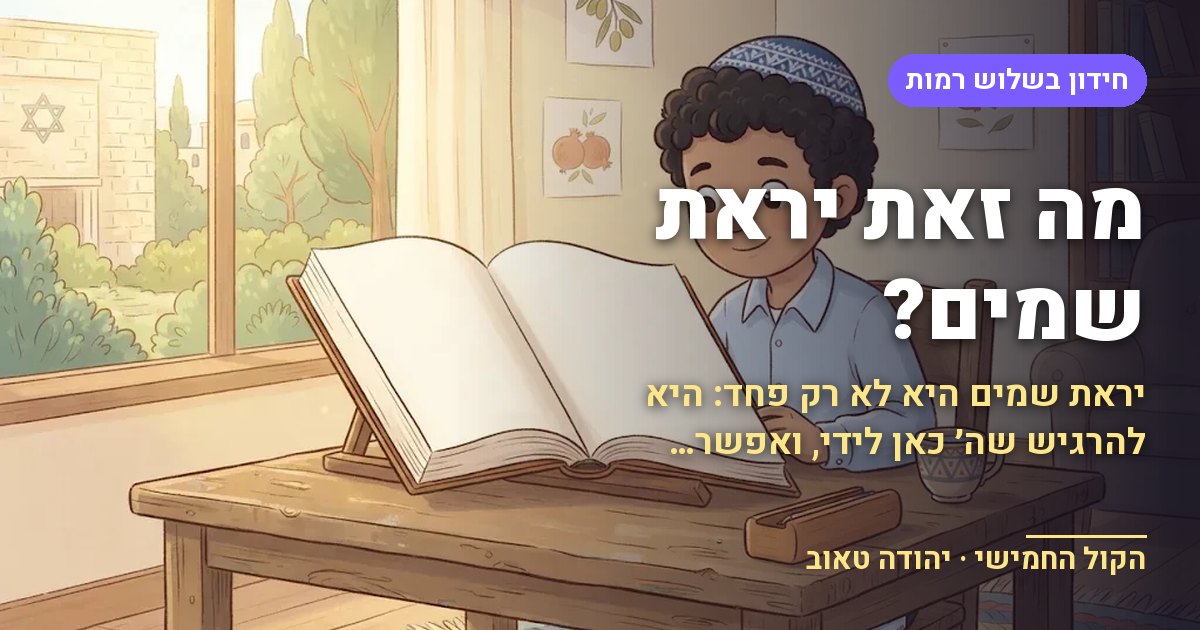 חידון בשלוש רמות
מה זאת יראת
שמים?
יראת שמים היא לא רק פחד: היא
להרגיש שה׳ כאן לידי, ואפשר...
הקול החמישי · יהודה טאוב